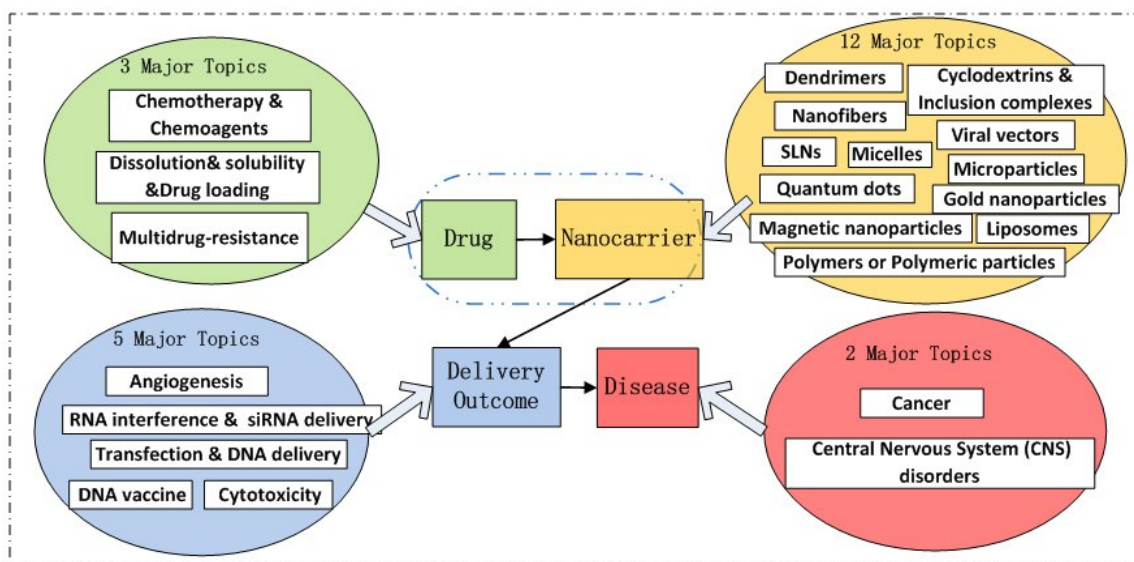 3 Major Topics
Chemotherapy &
Chemoagents
Dissolution& solubility
&Drug loading
Multidrug-resistance
12 Major Topics
Dendrimers
Cyclodextrins &
Inclusion complexes
Nanofibers
Viral vectors
SLNs
Micelles
Microparticles
Quantum dots
Gold nanoparticles
Magnetic nanoparticles
Liposomes
Polymers or Polymeric particles
Drug
Nanocarrier
5 Major Topics
Angiogenesis
RNA interference & siRNA delivery
Transfection & DNA delivery
DNA vaccine
Cytotoxicity
Delivery
Outcome
Disease
2 Major Topics
Cancer
Central Nervous System (CNS)
disorders